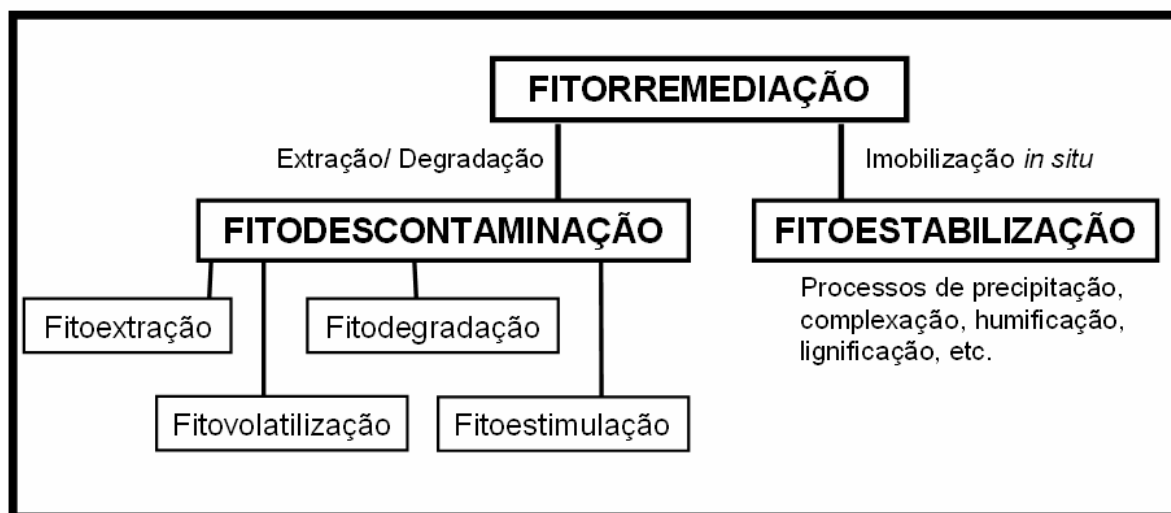 FITORREMEDIAÇÃO
Extração/ Degradação
Imobilização in situ
FITODESCONTAMINAÇÃO
FITOESTABILIZAÇÃO
Fitoextração
Fitodegradação
Fitovolatilização
Fitoestimulação
Processos de precipitação,
complexação, humificação,
lignificação, etc.